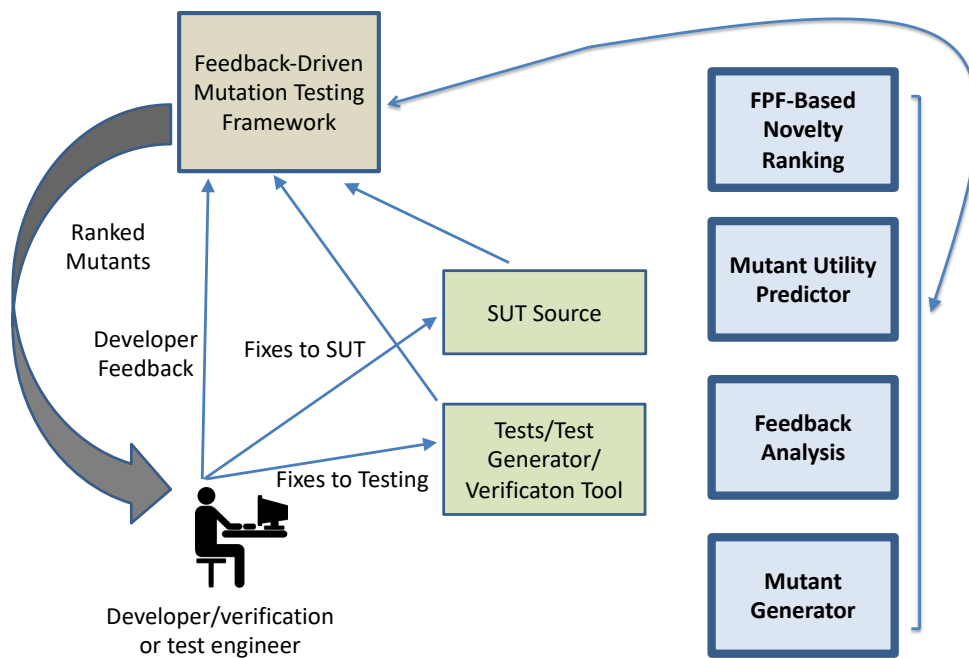 Feedback-Driven
Mutation Testing
Framework
FPF-Based
Novelty
Ranking
Ranked
Mutants
Mutant Utility
Predictor
SUT Source
Developer
Feedback
Fixes to SUT
Tests/Test
Generator/
Verificaton Tool
Feedback
Analysis
Fixes to Testing
Mutant
Generator
Developer/verification
or test engineer